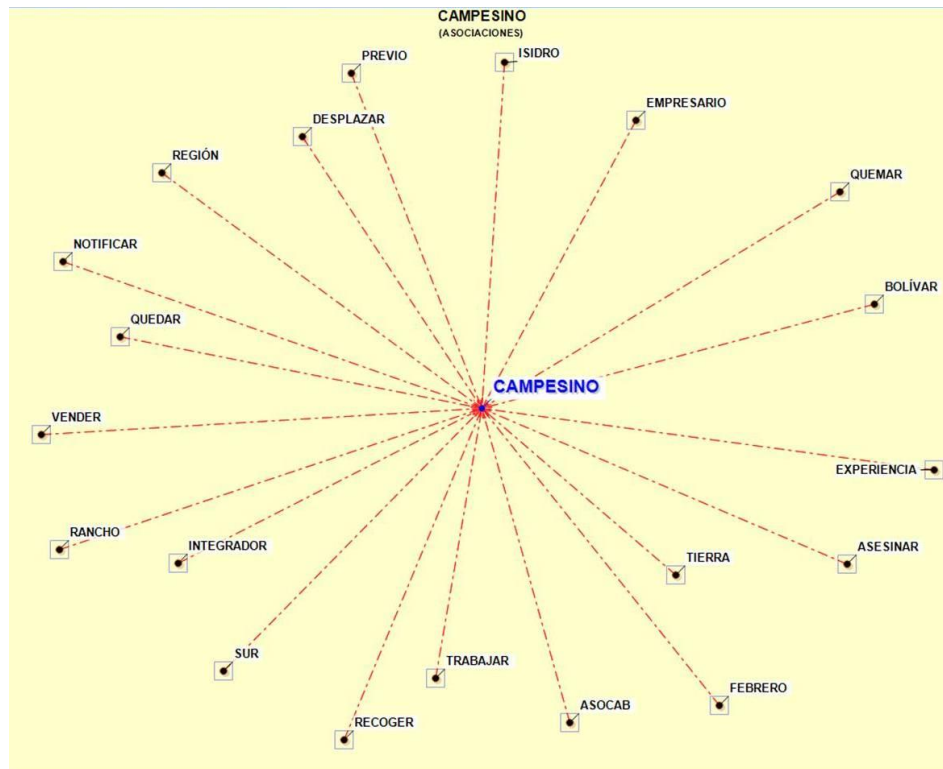 CAMPESINO
(ASOCIACIONES)
PREVIO
ISIDRO
EMPRESARIO
DESPLAZAR
REGIÓN
QUEMAR
NOTIFICAR
BOLÍVAR
QUEDAR
CAMPESINO
VENDER
EXPERIENCIA
RANCHO
INTEGRADOR
ASESINAR
TIERRA
SUR
TRABAJAR
FEBRERO
ASOCAB
RECOGER